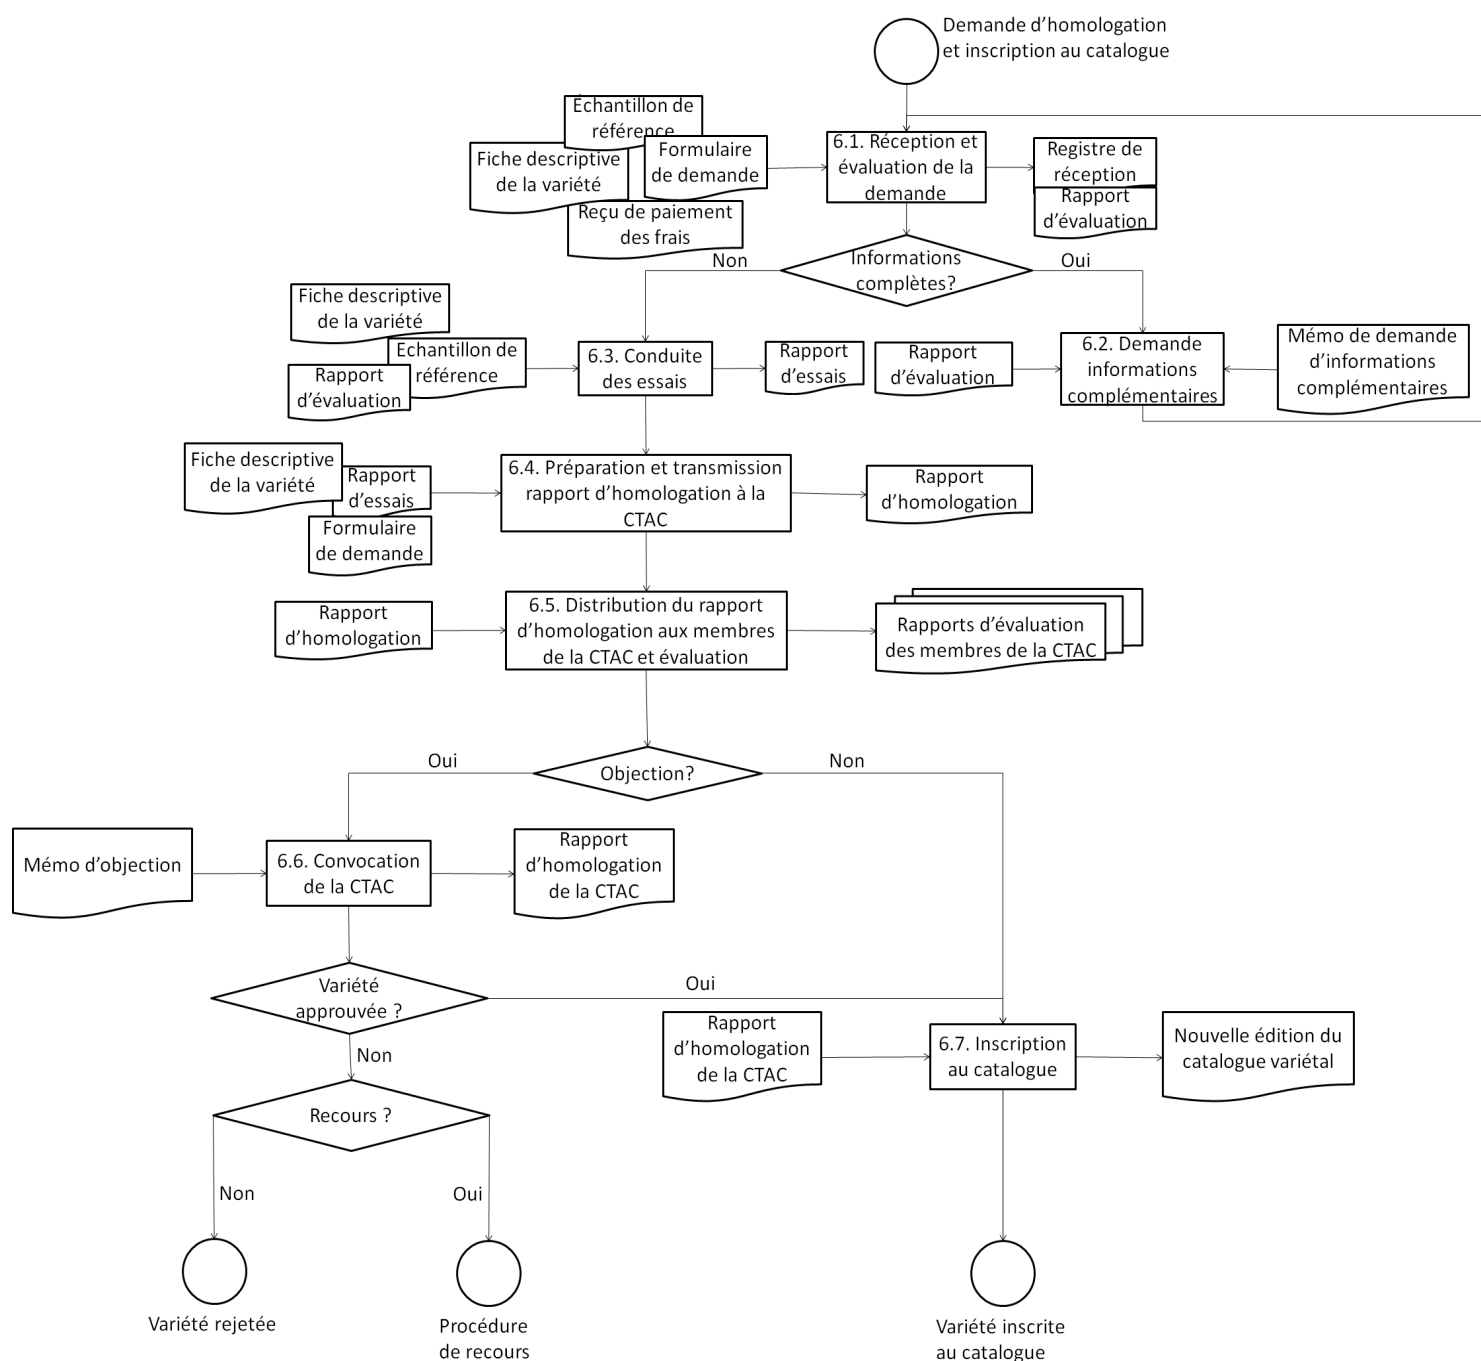 Demande d’homologation
et inscription au catalogue
Échantillon de
référence
Fiche descriptive
de la variété
Formulaire
de demande
Reçu de paiement
des frais
6.1. Réception et
évaluation de la
demande
Registre de
réception
Rapport
d’évaluation
Informations
complètes?
Non
Oui
Fiche descriptive
de la variété
Echantillon de
référence
Rapport
d’évaluation
6.3. Conduite
des essais
Rapport
d’essais
Rapport
d’évaluation
6.2. Demande
informations
complémentaires
Mémo de demande
d’informations
complémentaires
Fiche descriptive
de la variété
Rapport
d’essais
Formulaire
de demande
6.4. Préparation et transmission
rapport d’homologation à la
CTAC
Rapport
d’homologation
Rapport
d’homologation
6.5. Distribution du rapport
d’homologation aux membres
de la CTAC et évaluation
Rapports d’évaluation
des membres de la CTAC
Objection?
Oui
Non
Mémo d’objection
6.6. Convocation
de la CTAC
Rapport
d’homologation
de la CTAC
Variété
approuvée ?
Oui
Non
Rapport
d’homologation
de la CTAC
6.7. Inscription
au catalogue
Nouvelle édition du
catalogue variétal
Recours ?
Non
Oui
Variété rejetée
Procédure
de recours
Variété inscrite
au catalogue